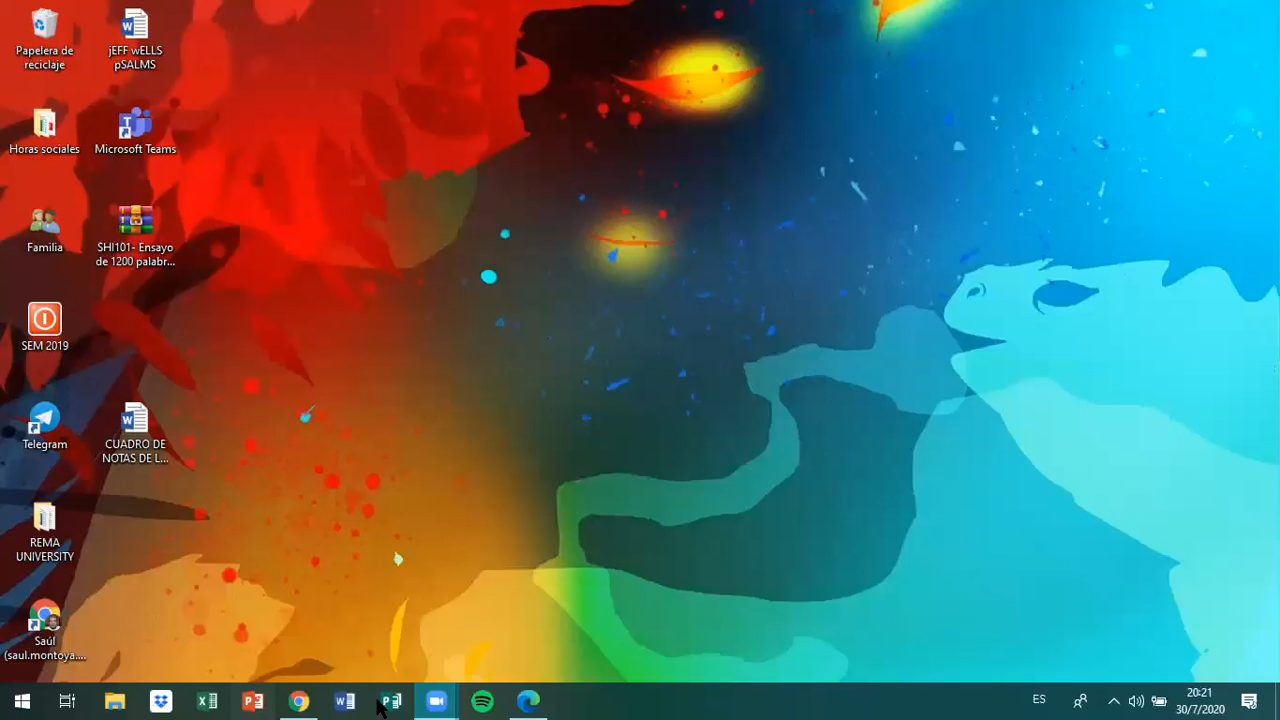 Papelera de
reciclaje
jEFF wELLS
pSALMS
Horas sociales
Microsoft Teams
Familia
SHI101- Ensayo
de 1200 palabr...
SEM 2019
Telegram
CUADRO DE
NOTAS DE L...
REMA
UNIVERSITY
Saúl
(saul.montoya....
ES
20:21
30/7/2020